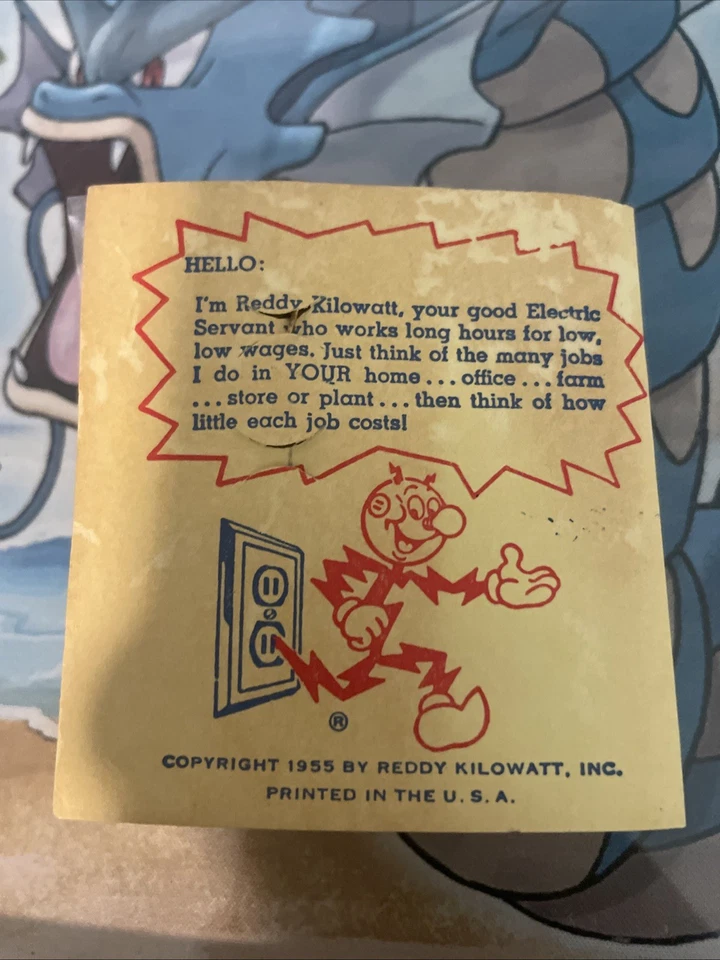 HELLO:
I'm Reddy Kilowatt, your good Electric
Servant who works long hours for low,
low wages. Just think of the many jobs
I do in YOUR home... office... farm
... store or plant... then think of how
little each job costs!
®
COPYRIGHT 1955 BY REDDY KILOWATT, INC.
PRINTED IN THE U. S. A.